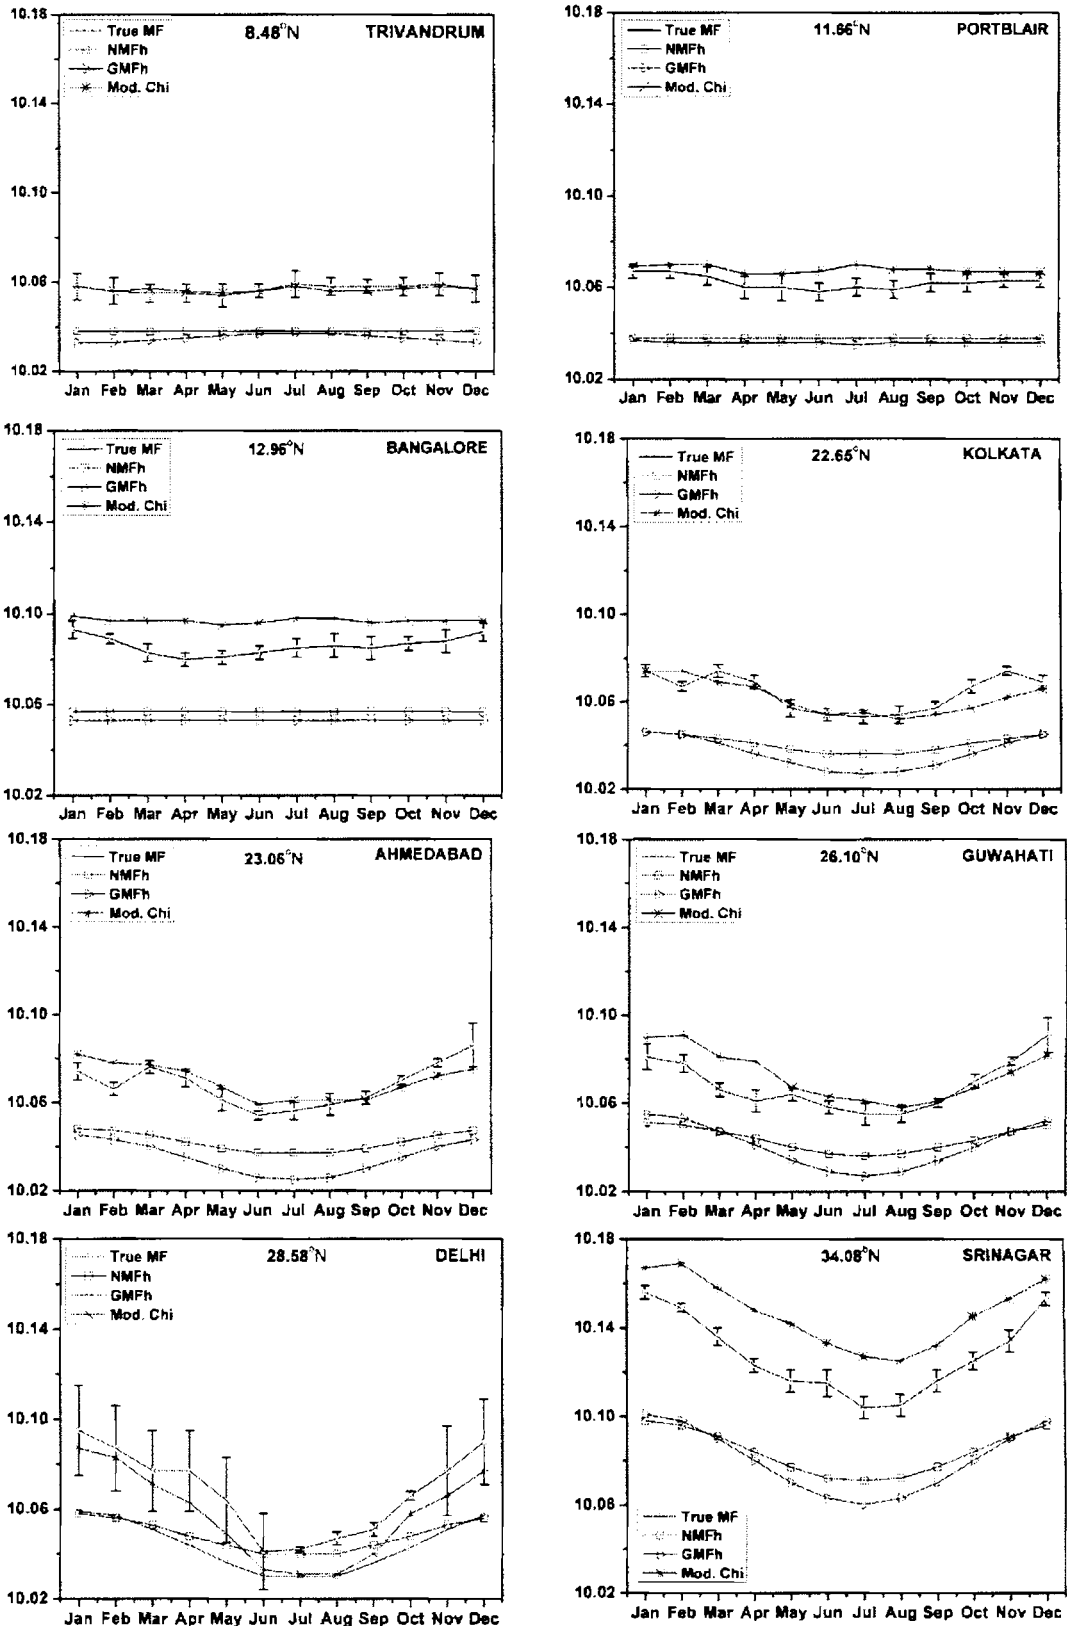 10.18
True MF
8.48°N
TRIVANDRUM
NMFh
GMFh
Mod. Chi
10.14
10.10
10.06
10.02
Jan Feb Mar Apr May Jun Jul Aug Sep Oct Nov Dec
10.18
True MF
11.66°N
PORTBLAIR
NMFh
GMFh
Mod. Chi
10.14
10.10
10.06
10.02
Jan Feb Mar Apr May Jun Jul Aug Sep Oct Nov Dec
10.18
True MF
12.96°N
BANGALORE
NMFh
GMFh
Mod. Chi
10.14
10.10
10.06
10.02
Jan Feb Mar Apr May Jun Jul Aug Sep Oct Nov Dec
10.18
True MF
22.65°N
KOLKATA
NMFh
GMFh
Mod. Chi
10.14
10.10
10.06
10.02
Jan Feb Mar Apr May Jun Jul Aug Sep Oct Nov Dec
10.18
True MF
23.06°N
AHMEDABAD
NMFh
GMFh
Mod. Chi
10.14
10.10
10.06
10.02
Jan Feb Mar Apr May Jun Jul Aug Sep Oct Nov Dec
10.18
True MF
26.10°N
GUWAHATI
NMFh
GMFh
Mod. Chi
10.14
10.10
10.06
10.02
Jan Feb Mar Apr May Jun Jul Aug Sep Oct Nov Dec
10.18
True MF
28.58°N
DELHI
NMFh
GMFh
Mod. Chi
10.14
10.10
10.06
10.02
Jan Feb Mar Apr May Jun Jul Aug Sep Oct Nov Dec
10.18
34.08°N
SRINAGAR
10.14
10.10
10.06
True MF
NMFh
GMFh
Mod. Chi
10.02
Jan Feb Mar Apr May Jun Jul Aug Sep Oct Nov Dec